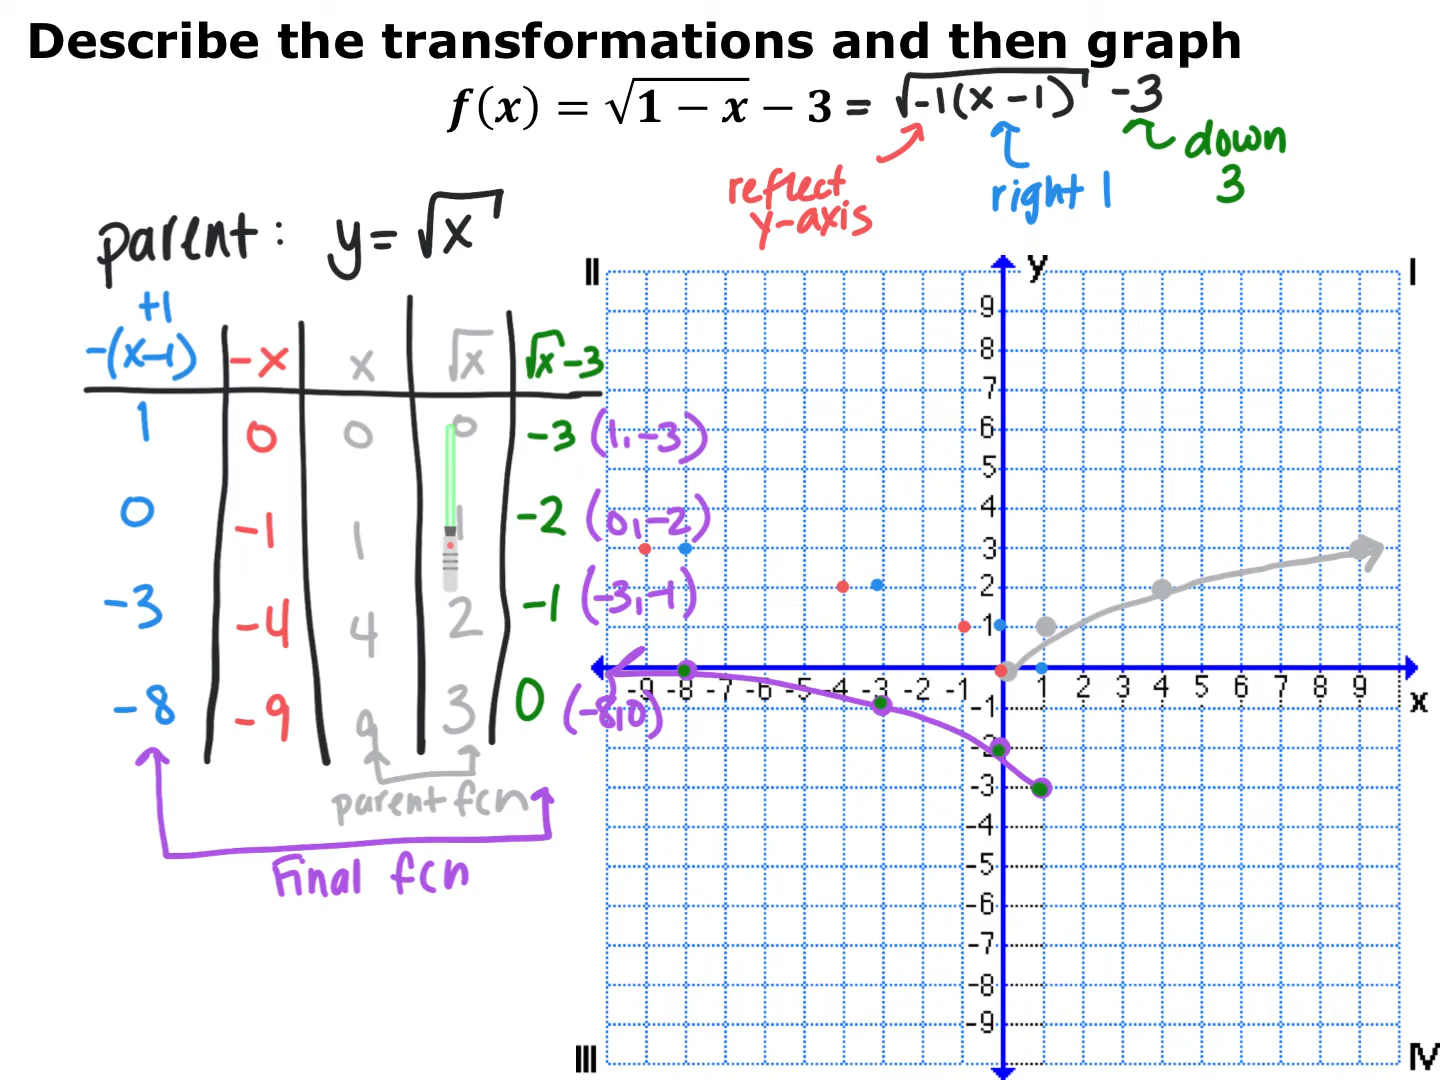 Describe the transformations and then graph
f(x) = √1 − x − 3 = √-1(x-1) -3
reflect y-axis
right 1
down 3
parent: y=√x
+1
-(x-1) -x x √x √x-3
1 0 0 0 -3 (1,-3)
0 -1 1 1 -2 (0,-2)
-3 -4 4 2 -1 (-3,-1)
-8 -9 9 3 0 (-8,0)
parent fcn
Final fcn
II y I
9
8
7
6
5
4
3
2
1
-9 -8 -7 -6 -5 -4 -3 -2 -1 1 2 3 4 5 6 7 8 9 x
-1
-2
-3
-4
-5
-6
-7
-8
-9
III IV